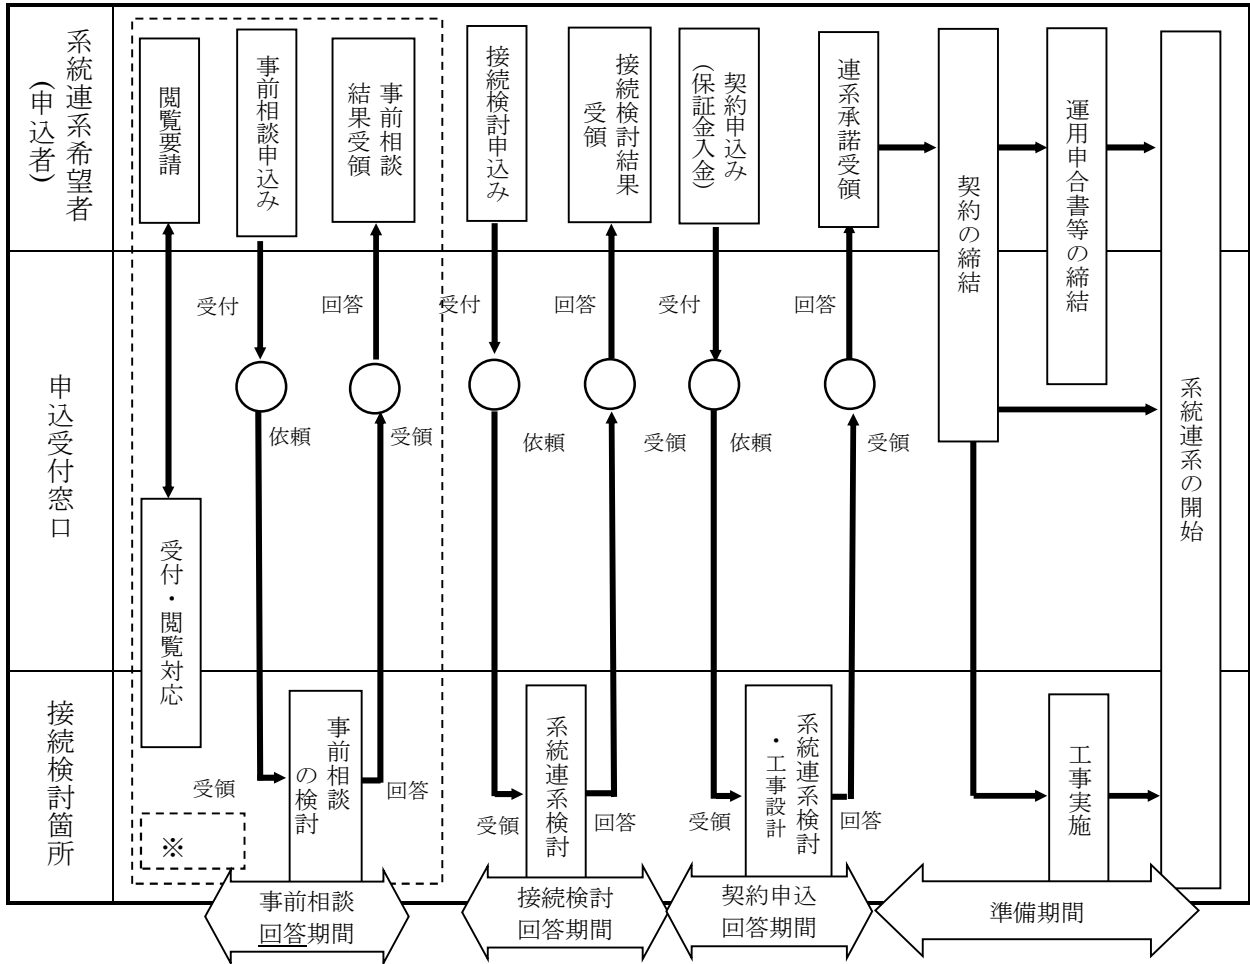 系統連系希望者
(申込者)
閲覧要請
事前相談申込み
事前相談
結果受領
接続検討申込み
接続検討結果
受領
契約申込み
(保証金入金)
連系承諾受領
契約の締結
運用申合書等の締結
系統連系の開始
申込受付窓口
受付
回答
受付
回答
受付
回答
依頼
受領
依頼
受領
依頼
受領
受付・閲覧対応
接続検討箇所
事前相談
の検討
受領
回答
系統連系検討
受領
回答
系統連系検討
・工事設計
受領
回答
工事実施
※
事前相談
回答期間
接続検討
回答期間
契約申込
回答期間
準備期間